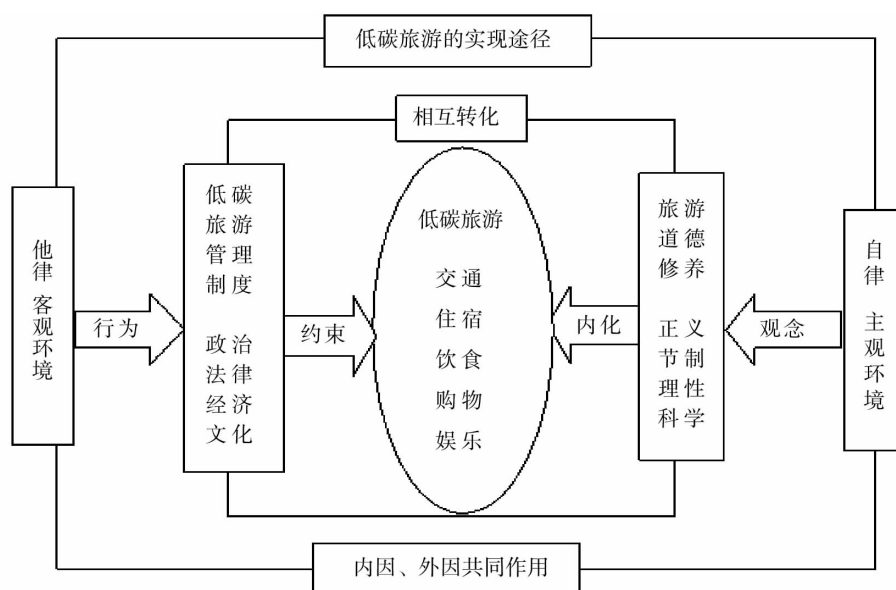 低碳旅游的实现途径
相互转化
他律 客观环境
行为
低碳
旅游
管理
制度
政治
法律
经济
文化
约束
低碳旅游
交通
住宿
饮食
购物
娱乐
内化
旅游
道德
修养
正义
节制
理性
科学
观念
自律 主观环境
内因、外因共同作用